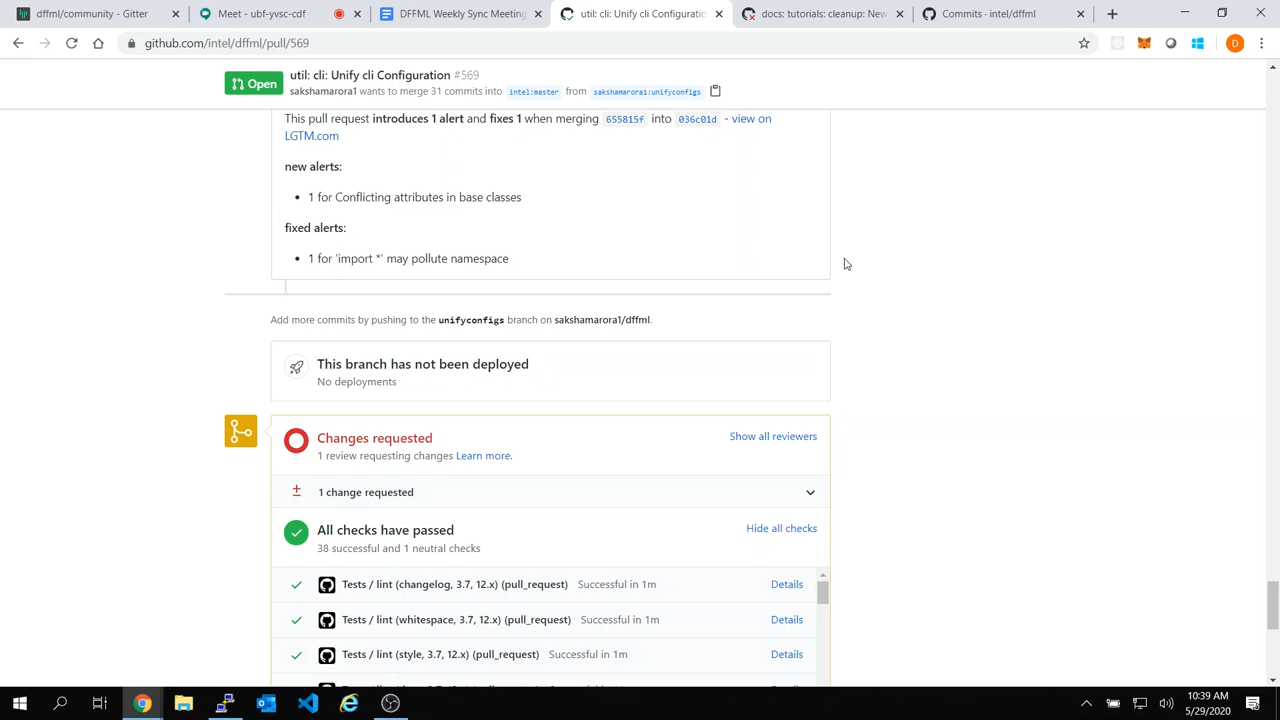 dffml/community - Gitter
Meet - ubf-yvsc-cdf
DFFML Weekly Sync Meeting
util: cli: Unify cli Configuratio
docs: tutorials: cleanup: New
Commits · intel/dffml
github.com/intel/dffml/pull/569
D
Open
util: cli: Unify cli Configuration #569
sakshamarora1 wants to merge 31 commits into intel:master from sakshamarora1:unifyconfigs
This pull request introduces 1 alert and fixes 1 when merging 655815f into 036c01d - view on
LGTM.com
new alerts:
1 for Conflicting attributes in base classes
fixed alerts:
1 for 'import *' may pollute namespace
Add more commits by pushing to the unifyconfigs branch on sakshamarora1/dffml.
This branch has not been deployed
No deployments
Changes requested
Show all reviewers
1 review requesting changes Learn more.
1 change requested
All checks have passed
Hide all checks
38 successful and 1 neutral checks
Tests / lint (changelog, 3.7, 12.x) (pull_request) Successful in 1m Details
Tests / lint (whitespace, 3.7, 12.x) (pull_request) Successful in 1m Details
Tests / lint (style, 3.7, 12.x) (pull_request) Successful in 1m Details
10:39 AM
5/29/2020